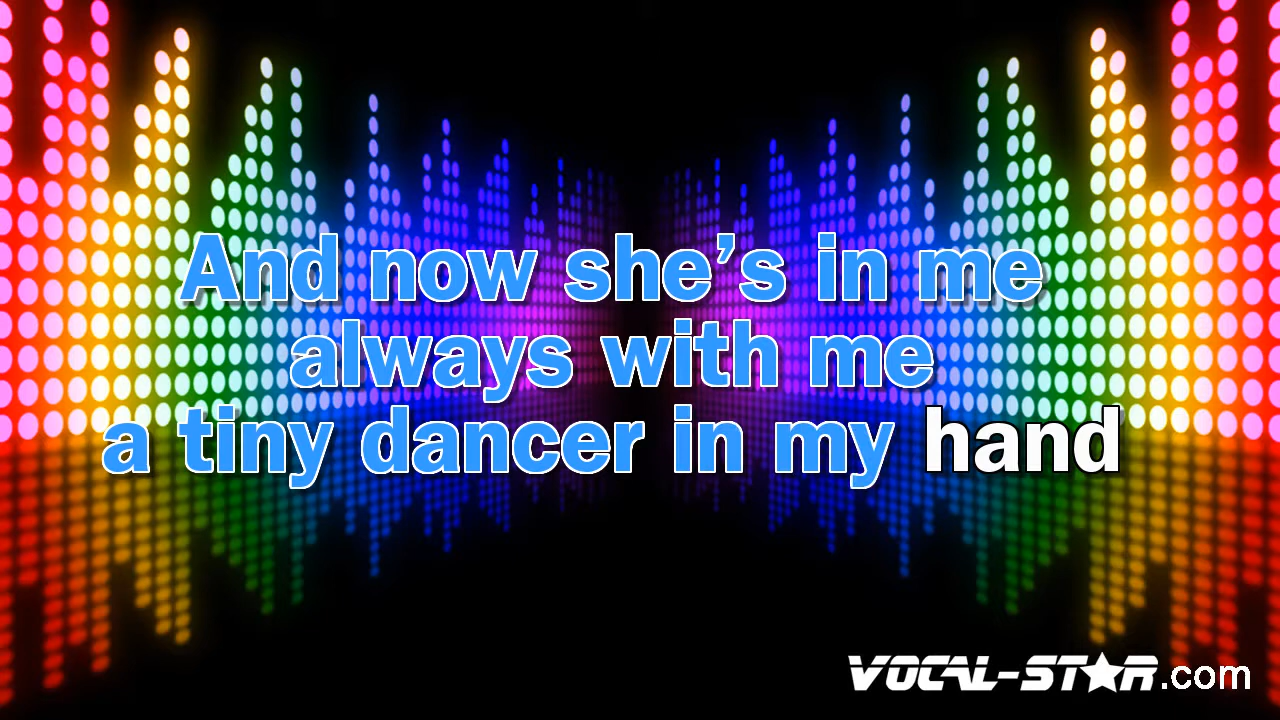 And now she's in me
always with me
a tiny dancer in my hand
VOCAL-STAR.com